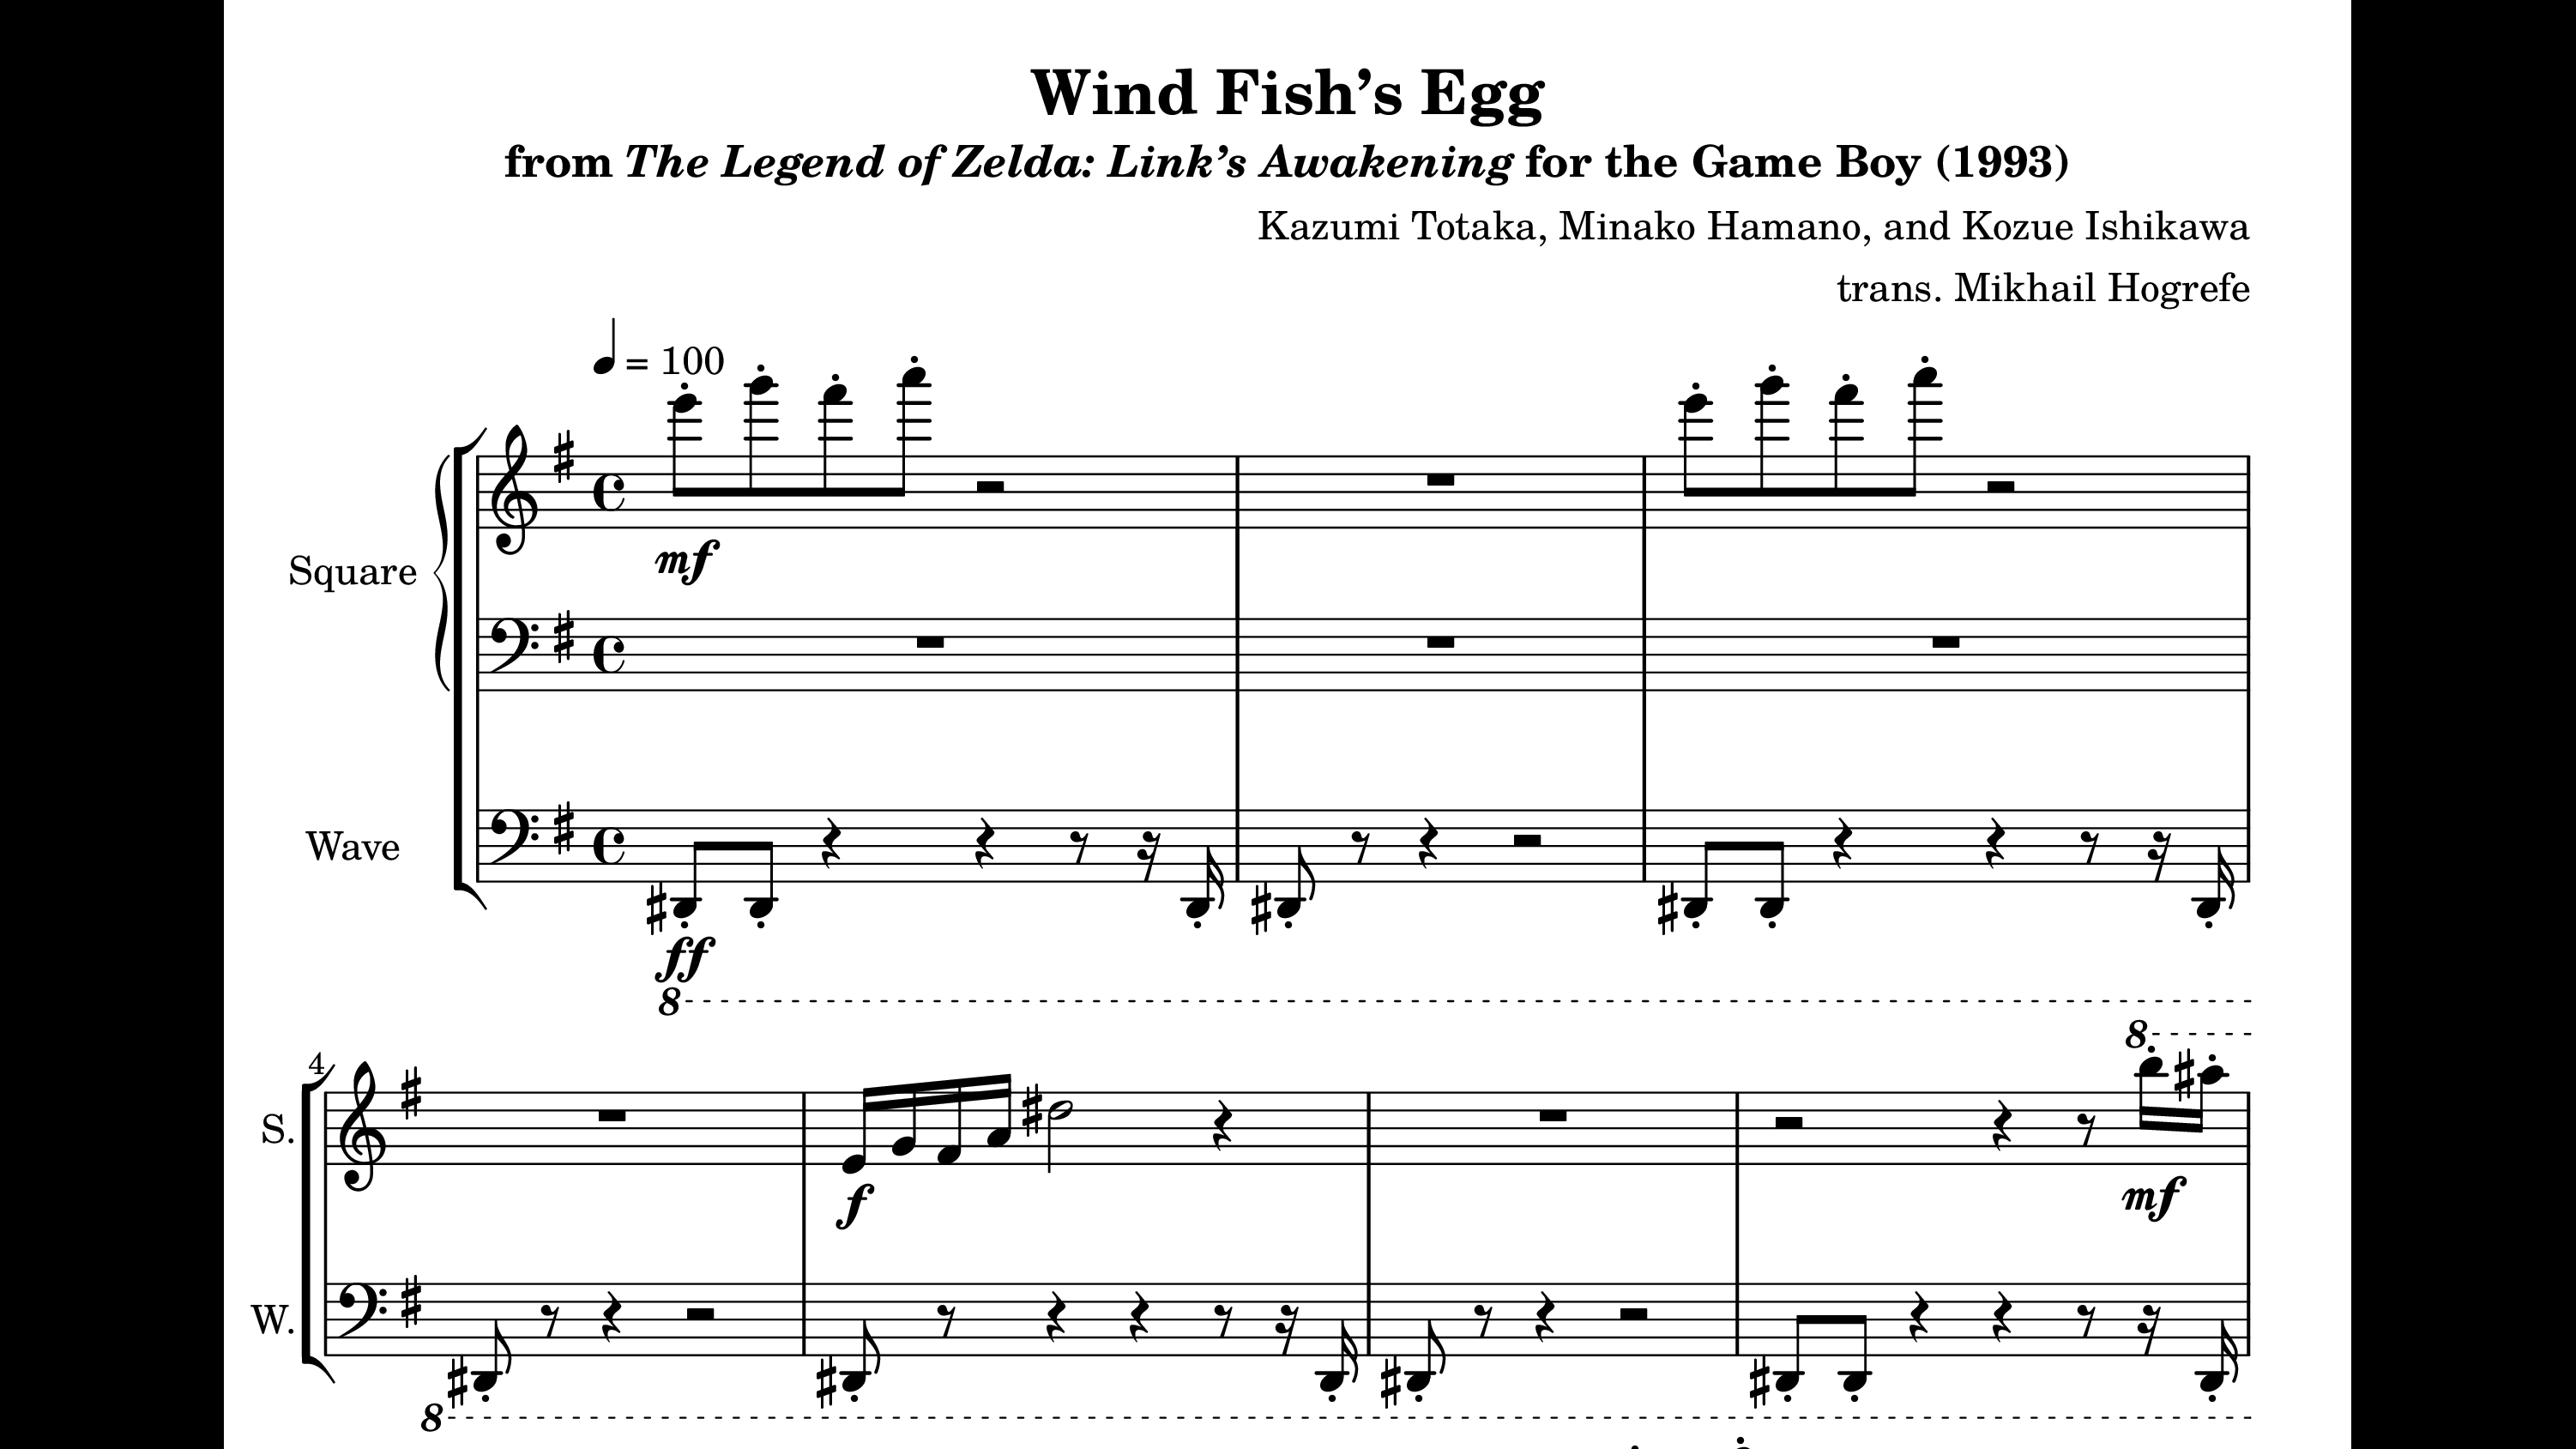 Wind Fish’s Egg
from The Legend of Zelda: Link’s Awakening for the Game Boy (1993)
Kazumi Totaka, Minako Hamano, and Kozue Ishikawa
trans. Mikhail Hogrefe
= 100
Square
mf
Wave
ff
8
8
4
S.
f
mf
W.
8